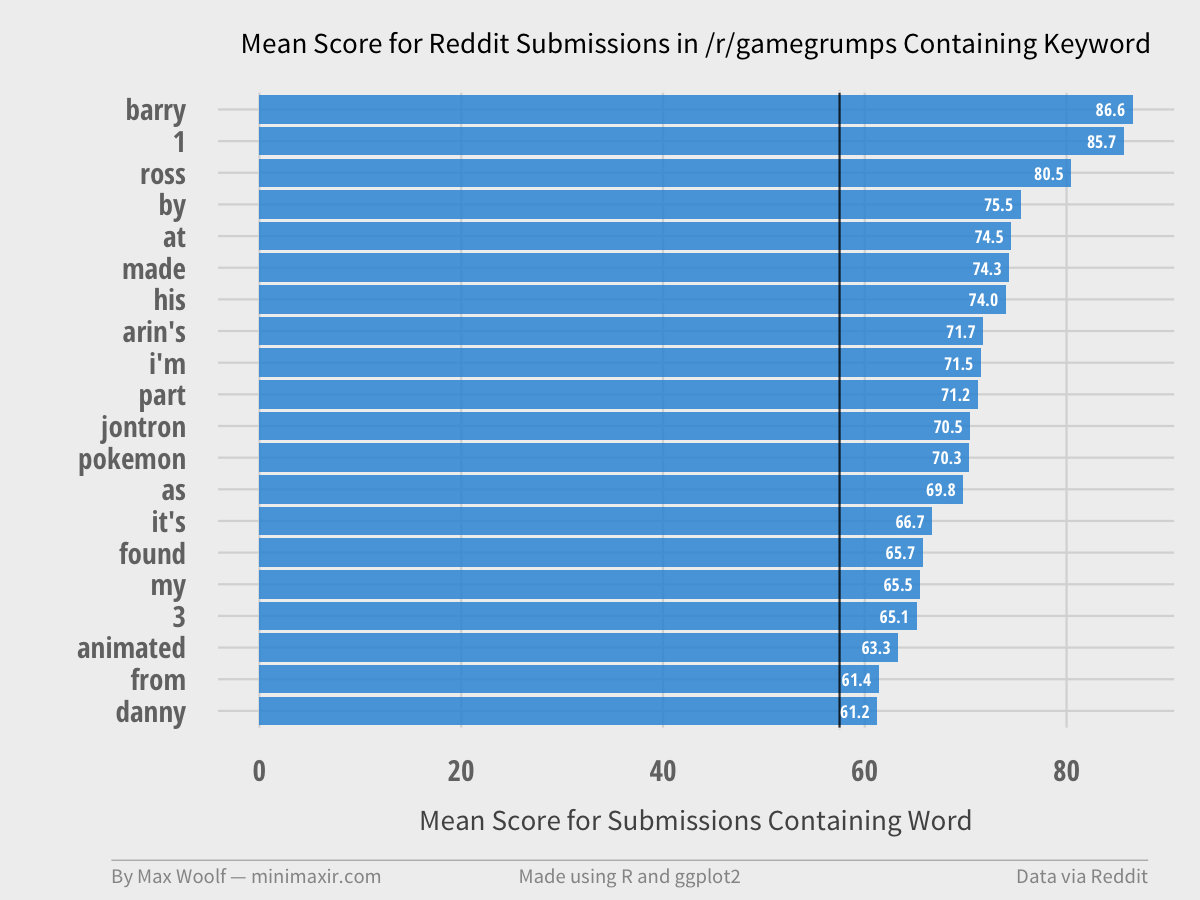 Mean Score for Reddit Submissions in /r/gamegrumps Containing Keyword
barry 86.6
1 85.7
ross 80.5
by 75.5
at 74.5
made 74.3
his 74.0
arin's 71.7
i'm 71.5
part 71.2
jontron 70.5
pokemon 70.3
as 69.8
it's 66.7
found 65.7
my 65.5
3 65.1
animated 63.3
from 61.4
danny 61.2
0 20 40 60 80
Mean Score for Submissions Containing Word
By Max Woolf — minimaxir.com Made using R and ggplot2 Data via Reddit